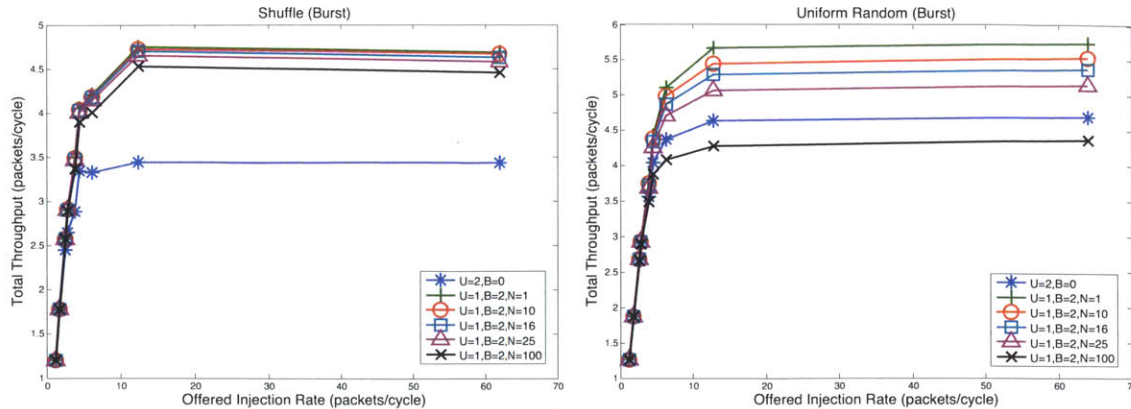 Shuffle (Burst)
5
4.5
4
3.5
3
2.5
2
1.5
1
Total Throughput (packets/cycle)
U=2,B=0
U=1,B=2,N=1
U=1,B=2,N=10
U=1,B=2,N=16
U=1,B=2,N=25
U=1,B=2,N=100
0 10 20 30 40 50 60 70
Offered Injection Rate (packets/cycle)
Uniform Random (Burst)
6
5.5
5
4.5
4
3.5
3
2.5
2
1.5
1
Total Throughput (packets/cycle)
U=2,B=0
U=1,B=2,N=1
U=1,B=2,N=10
U=1,B=2,N=16
U=1,B=2,N=25
U=1,B=2,N=100
0 10 20 30 40 50 60 70
Offered Injection Rate (packets/cycle)